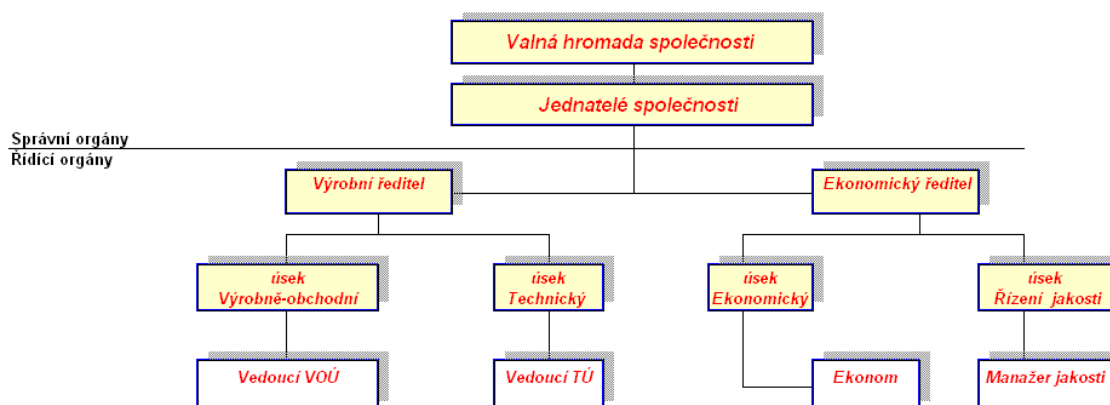 Valná hromada společnosti
Jednatelé společnosti
Správní orgány
Řídící orgány
Výrobní ředitel
Ekonomický ředitel
úsek
Výrobně-obchodní
úsek
Technický
úsek
Ekonomický
úsek
Řízení jakosti
Vedoucí VOÚ
Vedoucí TÚ
Ekonom
Manažer jakosti